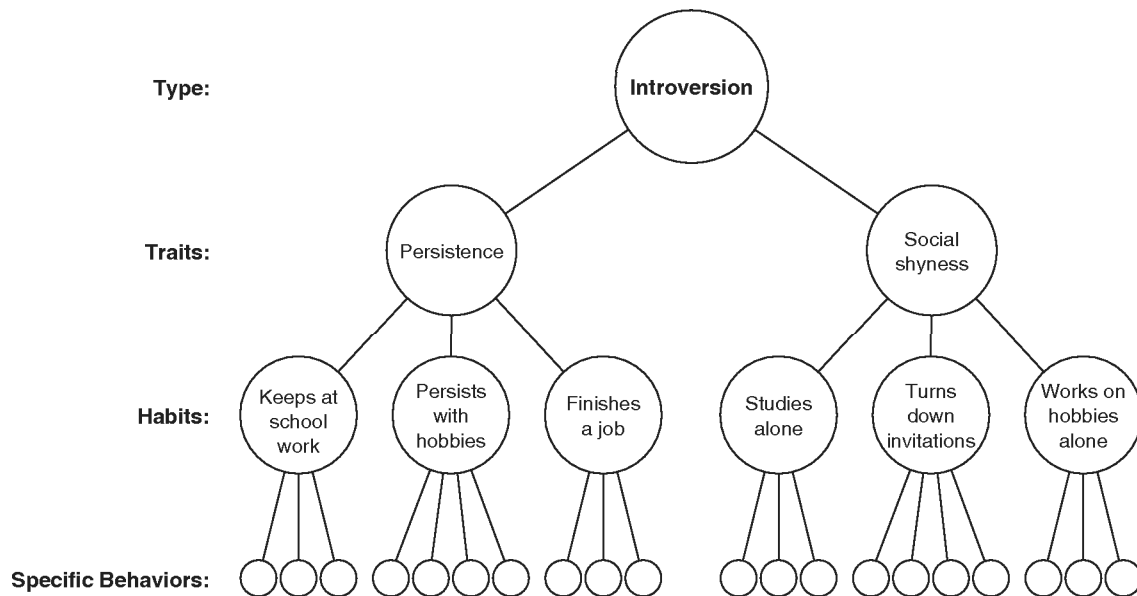 Type:
Introversion
Traits:
Persistence
Social
shyness
Habits:
Keeps at
school
work
Persists
with
hobbies
Finishes
a job
Studies
alone
Turns
down
invitations
Works on
hobbies
alone
Specific Behaviors: